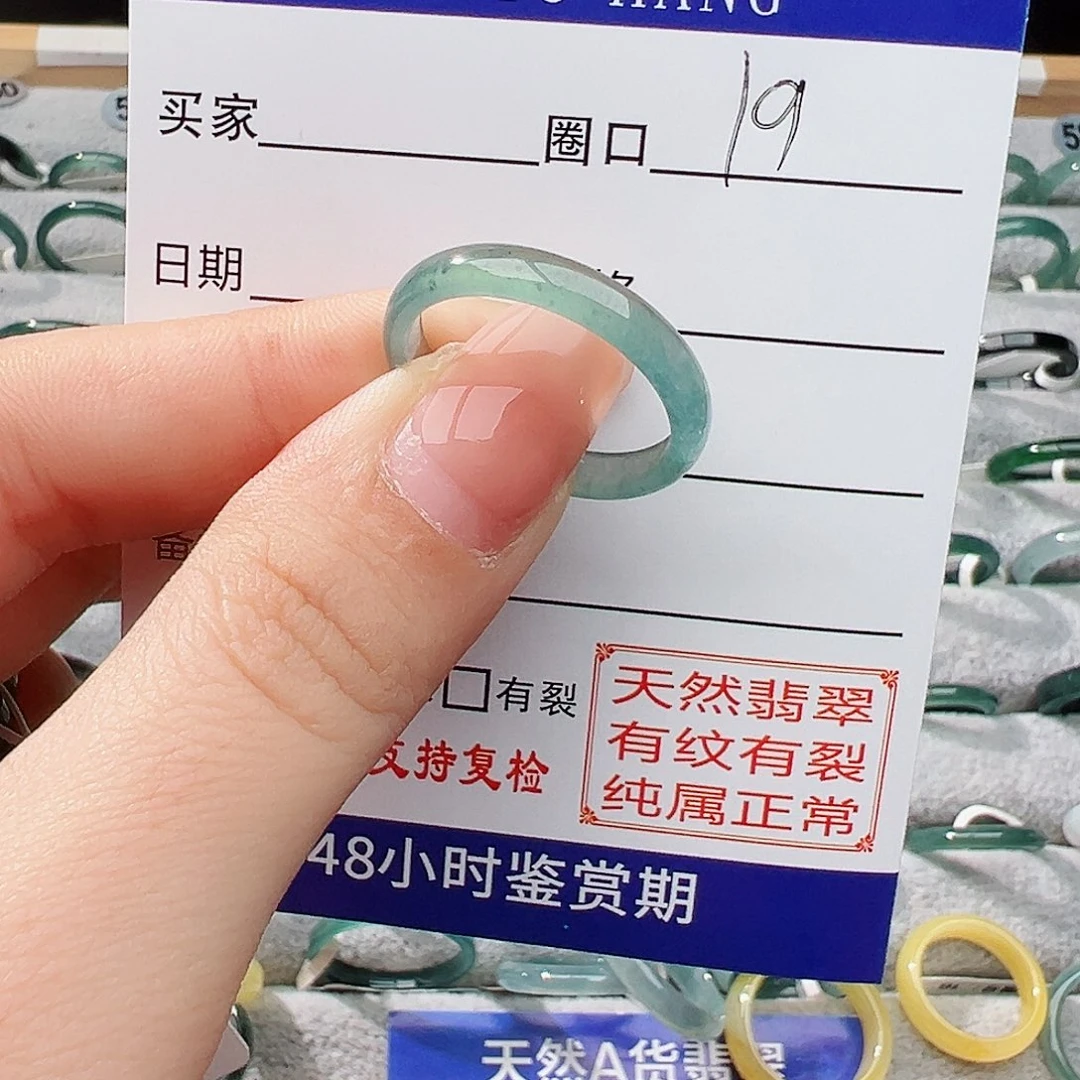 HANG
买家 圈口 19
日期
有裂
支持复检
天然翡翠
有纹有裂
纯属正常
48小时鉴赏期
天然A货翡翠